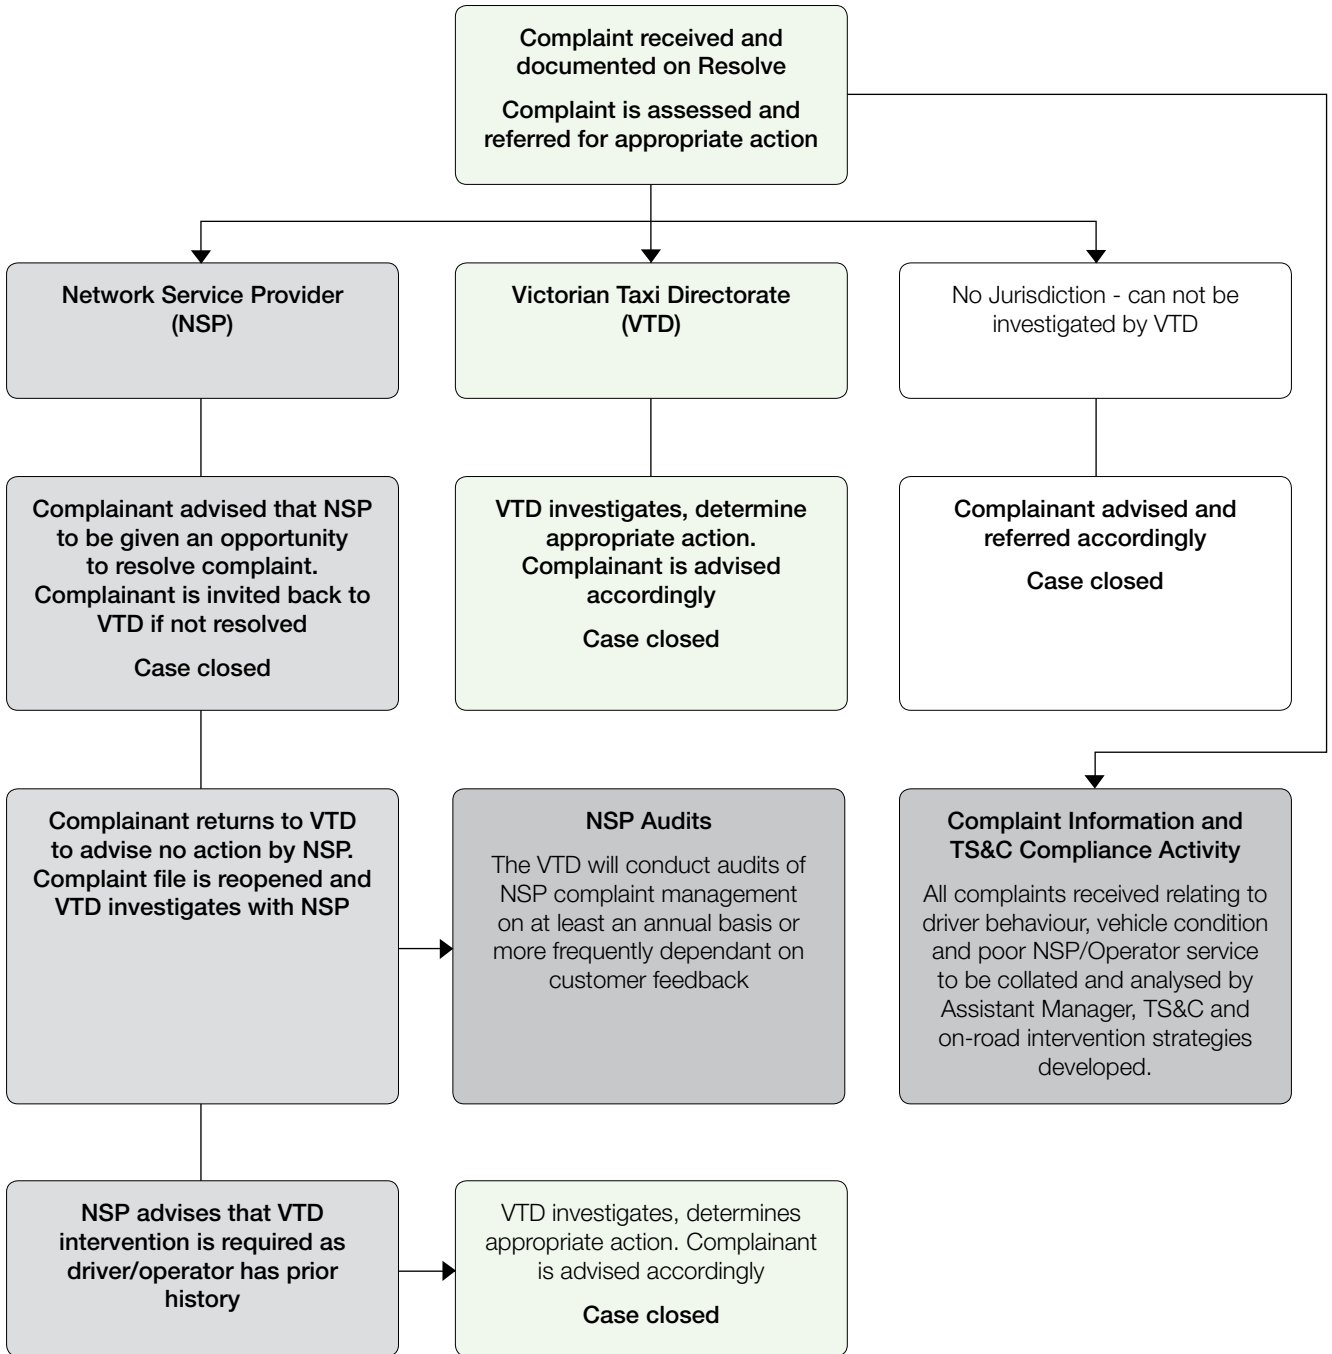 Complaint received and
documented on Resolve
Complaint is assessed and
referred for appropriate action
Network Service Provider
(NSP)
Victorian Taxi Directorate
(VTD)
No Jurisdiction - can not be
investigated by VTD
Complainant advised that NSP
to be given an opportunity
to resolve complaint.
Complainant is invited back to
VTD if not resolved
Case closed
VTD investigates, determine
appropriate action.
Complainant is advised
accordingly
Case closed
Complainant advised and
referred accordingly
Case closed
Complainant returns to VTD
to advise no action by NSP.
Complaint file is reopened and
VTD investigates with NSP
NSP Audits
The VTD will conduct audits of
NSP complaint management
on at least an annual basis or
more frequently dependant on
customer feedback
Complaint Information and
TS&C Compliance Activity
All complaints received relating to
driver behaviour, vehicle condition
and poor NSP/Operator service
to be collated and analysed by
Assistant Manager, TS&C and
on-road intervention strategies
developed.
NSP advises that VTD
intervention is required as
driver/operator has prior
history
VTD investigates, determines
appropriate action. Complainant
is advised accordingly
Case closed